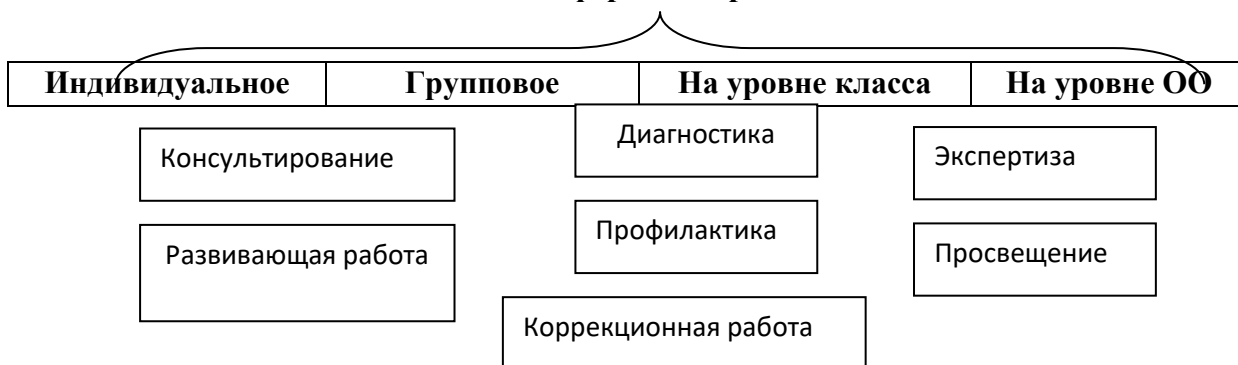 Индивидуальное Групповое На уровне класса На уровне ОО
Диагностика
Консультирование
Экспертиза
Профилактика
Развивающая работа
Просвещение
Коррекционная работа